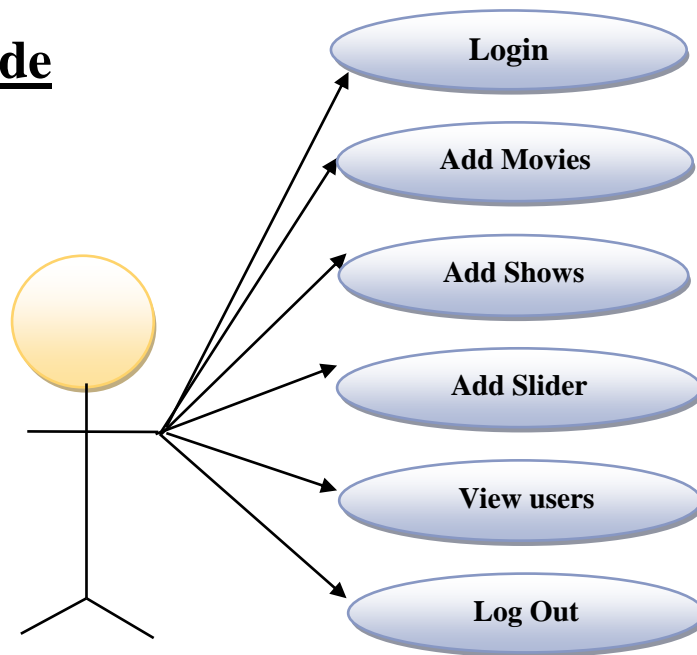 de
Login
Add Movies
Add Shows
Add Slider
View users
Log Out